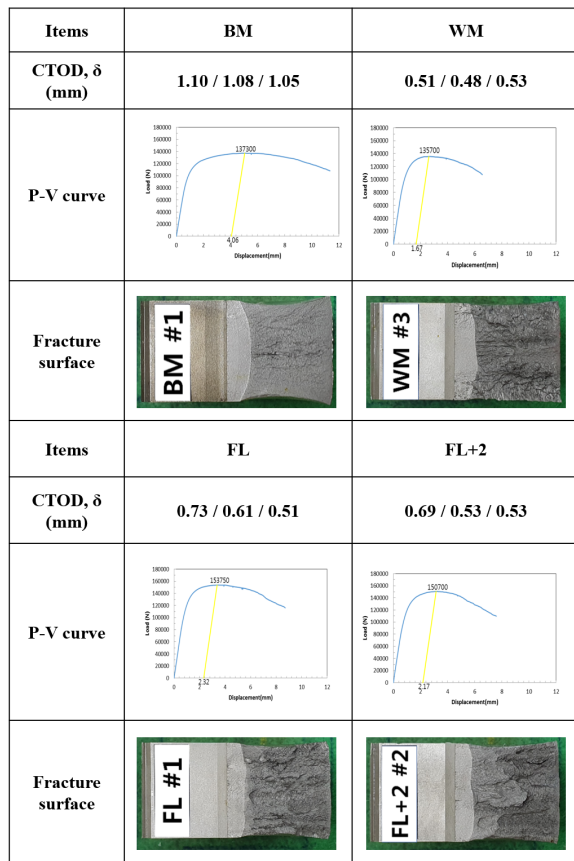 Items BM WM
CTOD, δ (mm) 1.10 / 1.08 / 1.05 0.51 / 0.48 / 0.53
P-V curve
180000
160000
140000
120000
100000
80000
60000
40000
20000
0
Load (N)
137300
4.06
0 2 4 6 8 10 12
Displacement(mm)
180000
160000
140000
120000
100000
80000
60000
40000
20000
0
Load (N)
135700
1.67
0 2 4 6 8 10 12
Displacement(mm)
Fracture surface
BM #1
WM #3
Items FL FL+2
CTOD, δ (mm) 0.73 / 0.61 / 0.51 0.69 / 0.53 / 0.53
P-V curve
180000
160000
140000
120000
100000
80000
60000
40000
20000
0
Load (N)
153750
2.32
0 2 4 6 8 10 12
Displacement(mm)
180000
160000
140000
120000
100000
80000
60000
40000
20000
0
Load (N)
150700
2.17
0 2 4 6 8 10 12
Displacement(mm)
Fracture surface
FL #1
FL+2 #2